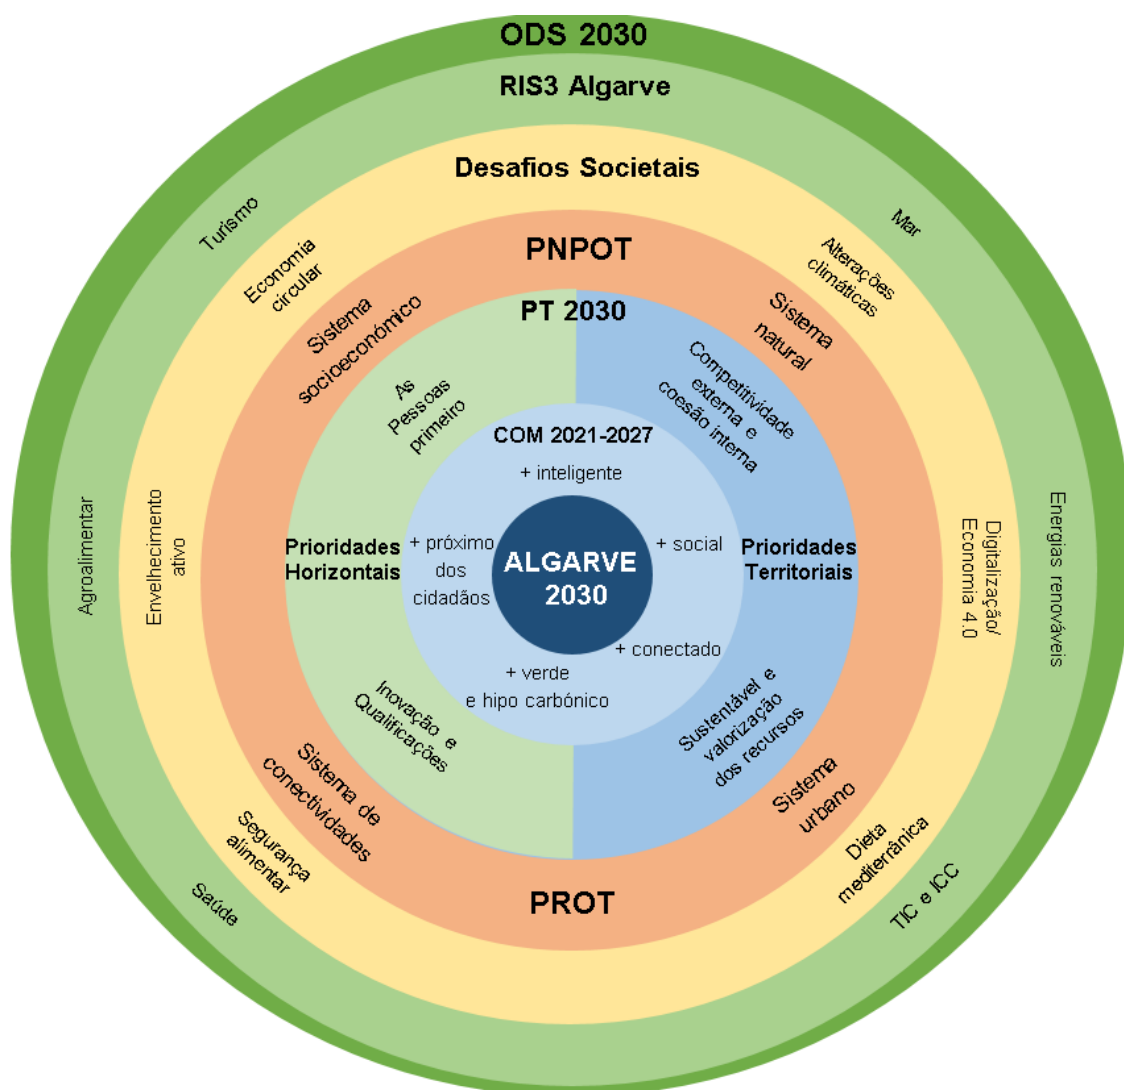 ODS 2030
RIS3 Algarve
Desafios Societais
PNPOT
PT 2030
COM 2021-2027
ALGARVE
2030
+ inteligente
+ social
+ conectado
+ verde
e hipo carbónico
+ próximo
dos
cidadãos
Prioridades
Horizontais
As
Pessoas
primeiro
Inovação e
Qualificações
Prioridades
Territoriais
Competitividade
externa e
coesão interna
Sustentável e
valorização
dos recursos
Sistema
socioeconómico
Sistema
natural
Sistema
urbano
Sistema de
conectividades
PROT
Economia
circular
Alterações
climáticas
Digitalização/
Economia 4.0
Dieta
mediterrânica
Segurança
alimentar
Envelhecimento
ativo
Turismo
Mar
Energias renováveis
TIC e ICC
Saúde
Agroalimentar